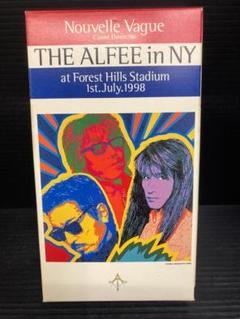 Nouvelle Vague
THE ALFEE in NY
at Forest Hills Stadium
1st.July.1998